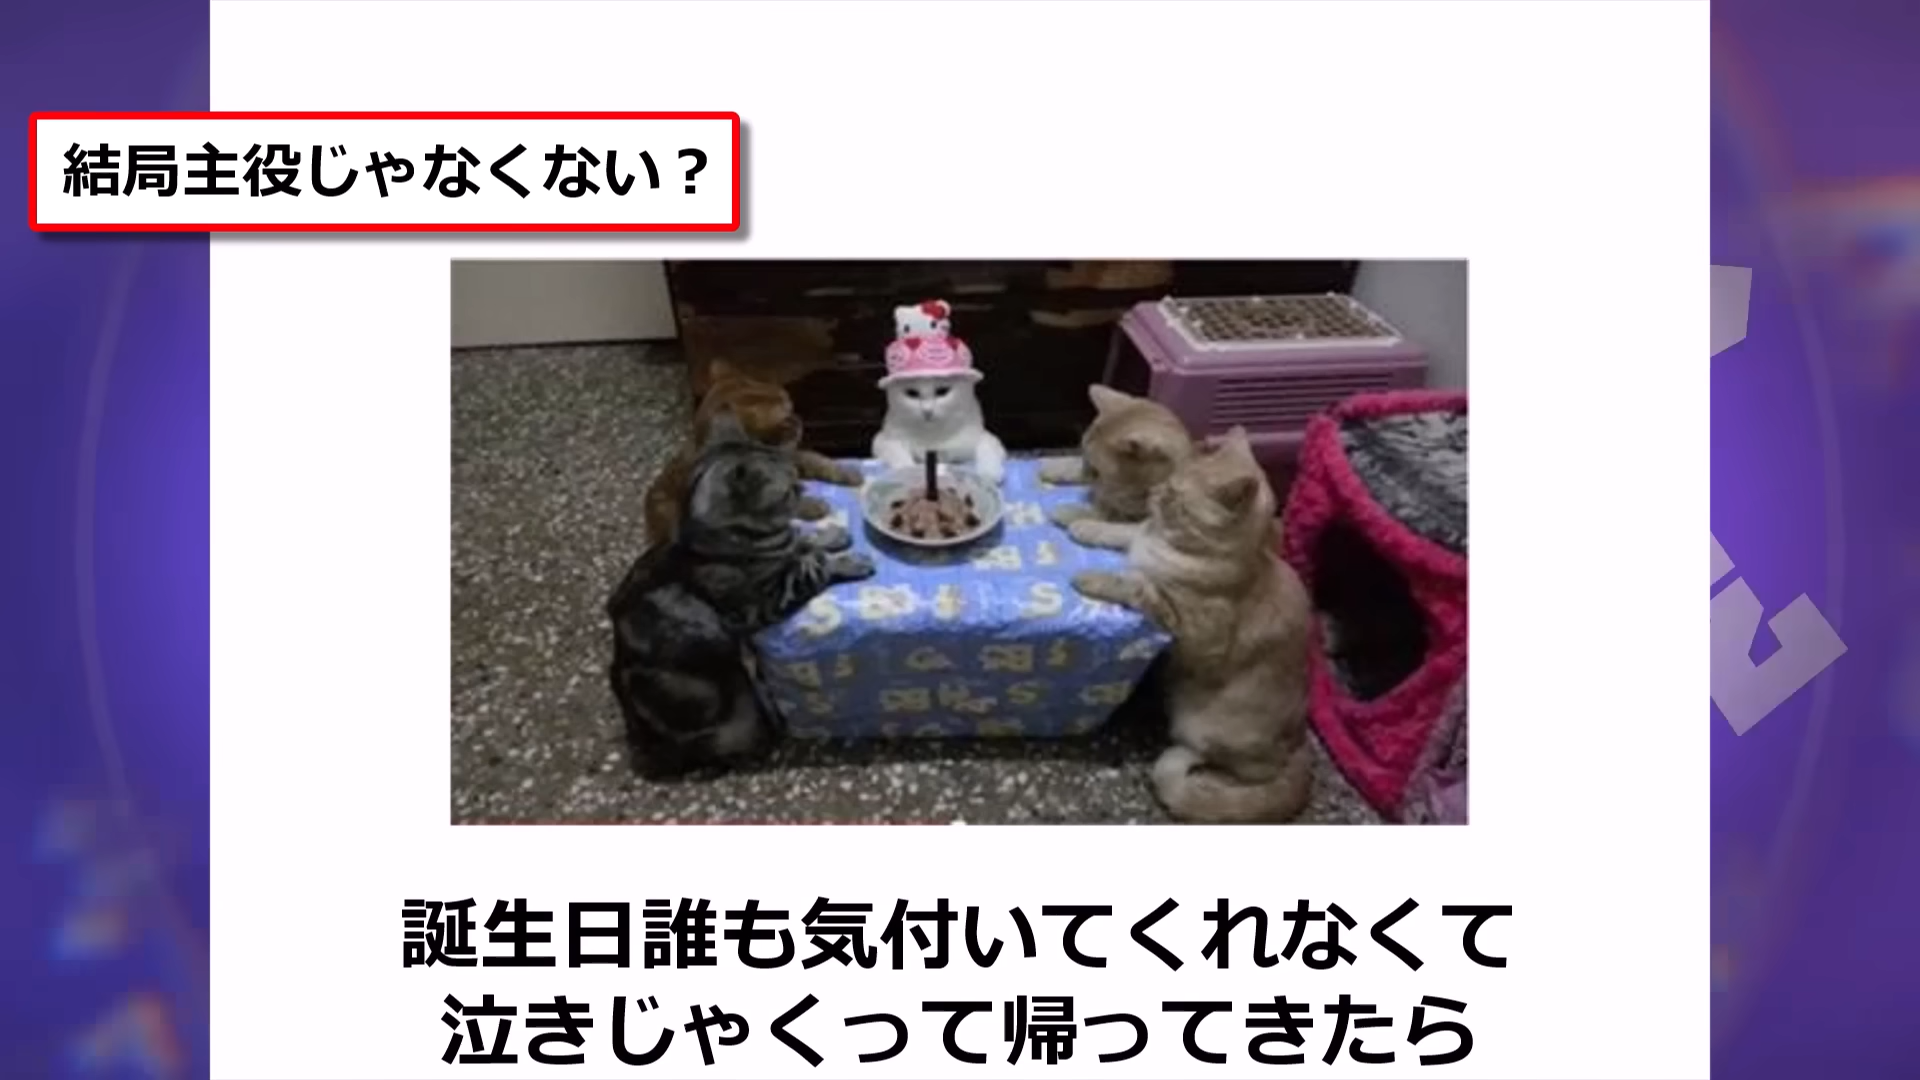 結局主役じゃなくない？
誕生日誰も気付いてくれなくて
泣きじゃくって帰ってきたら